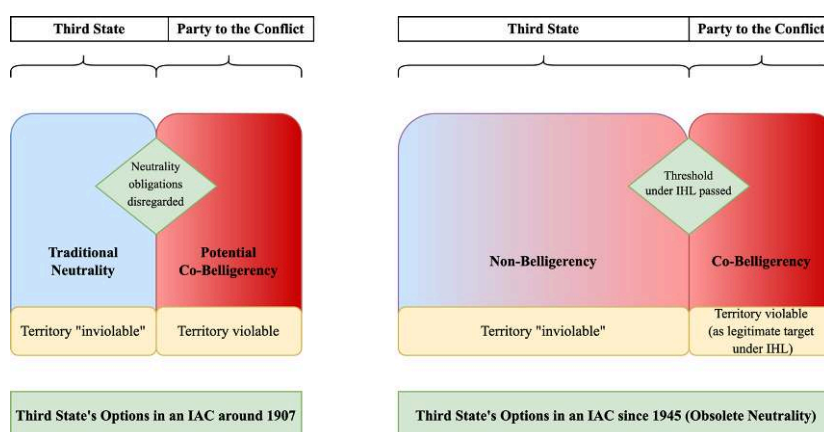 Third State
Party to the Conflict
Neutrality
obligations
disregarded
Traditional
Neutrality
Potential
Co-Belligerency
Territory "inviolable"
Territory violable
Third State's Options in an IAC around 1907
Third State
Party to the Conflict
Threshold
under IHL passed
Non-Belligerency
Co-Belligerency
Territory "inviolable"
Territory violable
(as legitimate target
under IHL)
Third State's Options in an IAC since 1945 (Obsolete Neutrality)